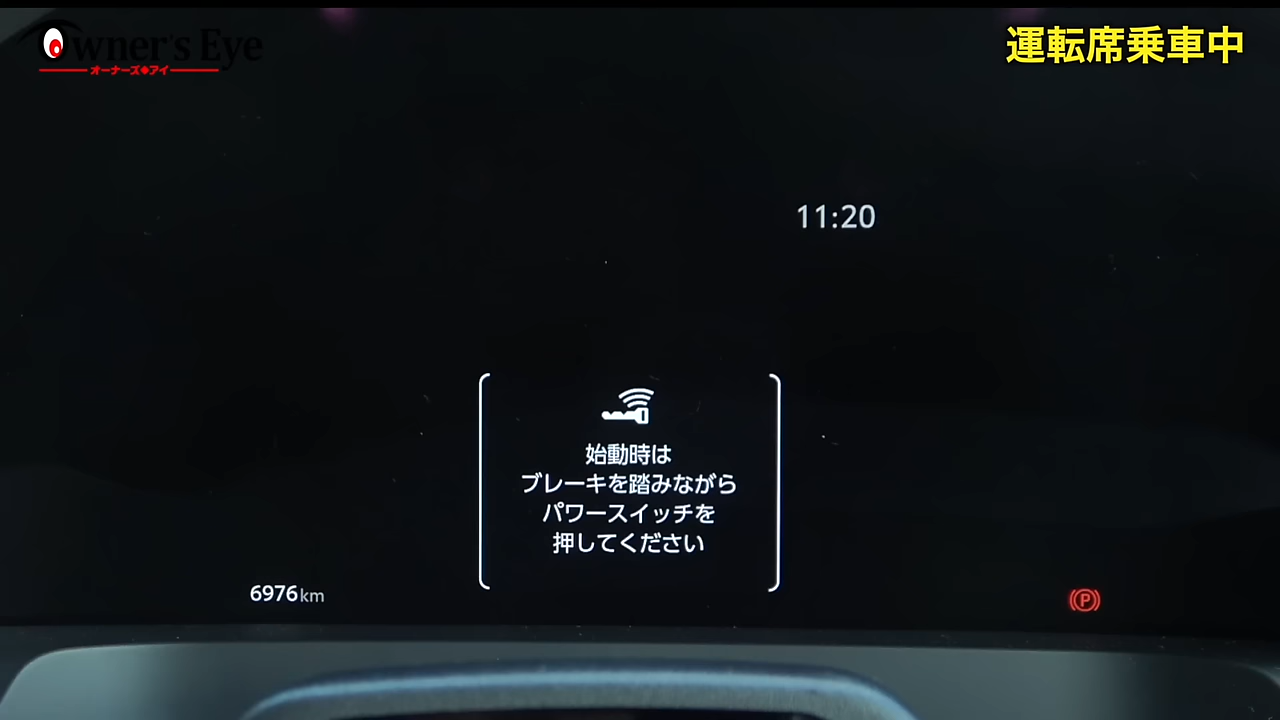 Owner's Eye
オーナーズ◆アイ
運転席乗車中
11:20
始動時は
ブレーキを踏みながら
パワースイッチを
押してください
6976km
P